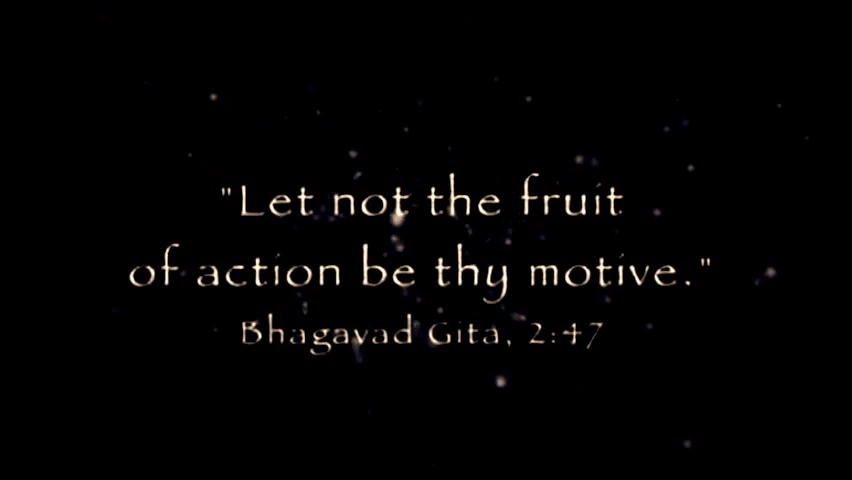 "Let not the fruit
of action be thy motive."
Bhagavad Gita, 2:47